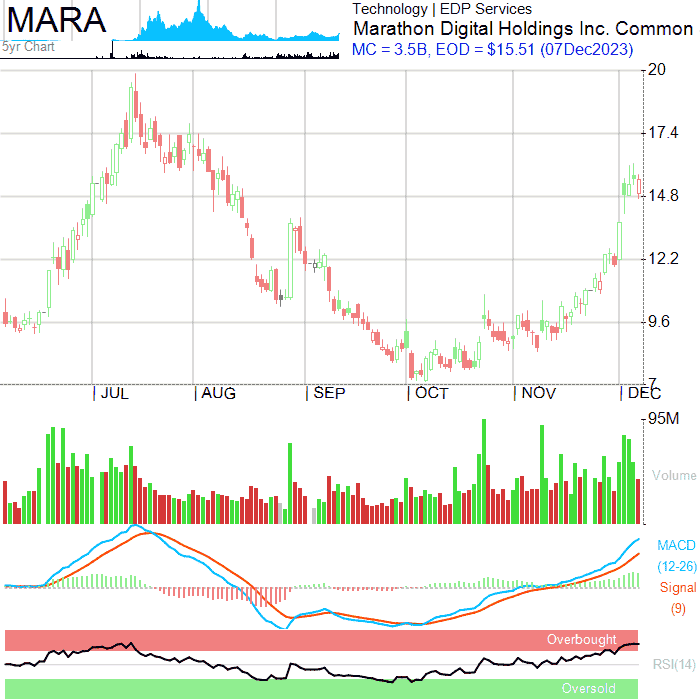 MARA
5yr Chart
Technology | EDP Services
Marathon Digital Holdings Inc. Common
MC = 3.5B, EOD = $15.51 (07Dec2023)
20
17.4
14.8
12.2
9.6
7
JUL AUG SEP OCT NOV DEC
95M
Volume
MACD
(12-26)
Signal
(9)
Overbought
RSI(14)
Oversold